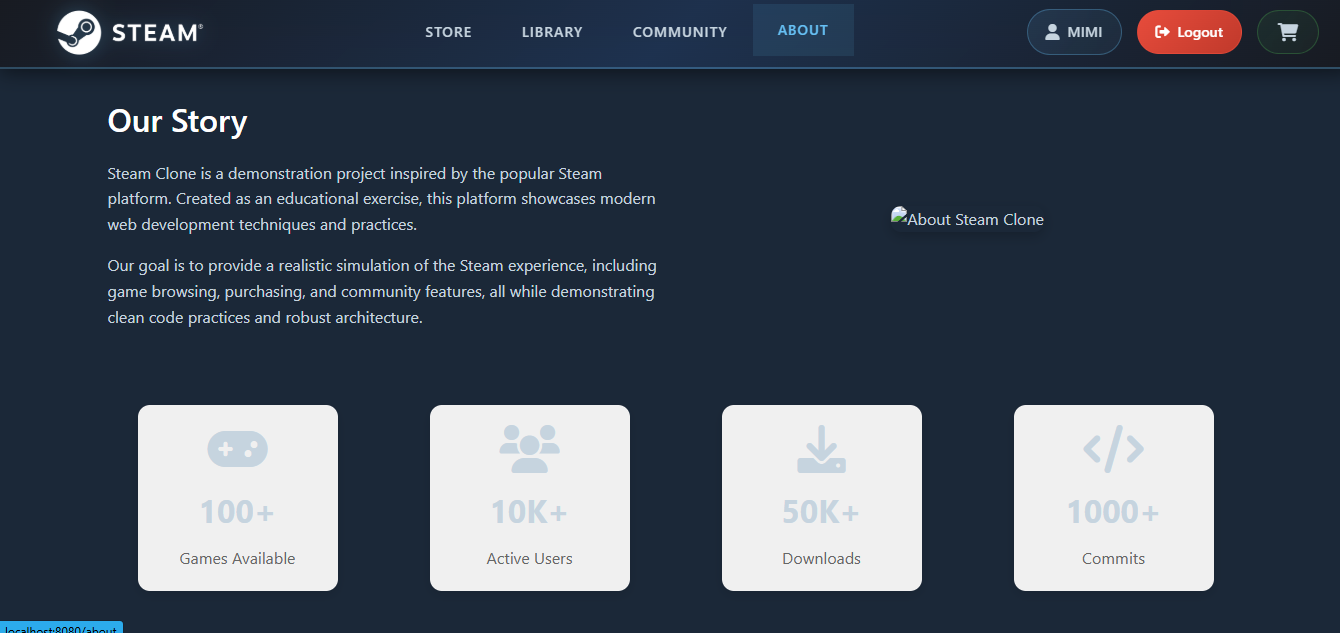 STEAM®
STORE
LIBRARY
COMMUNITY
ABOUT
MIMI
Logout
Our Story
Steam Clone is a demonstration project inspired by the popular Steam
platform. Created as an educational exercise, this platform showcases modern
web development techniques and practices.
Our goal is to provide a realistic simulation of the Steam experience, including
game browsing, purchasing, and community features, all while demonstrating
clean code practices and robust architecture.
About Steam Clone
100+
Games Available
10K+
Active Users
50K+
Downloads
1000+
Commits
localhost:8080/about